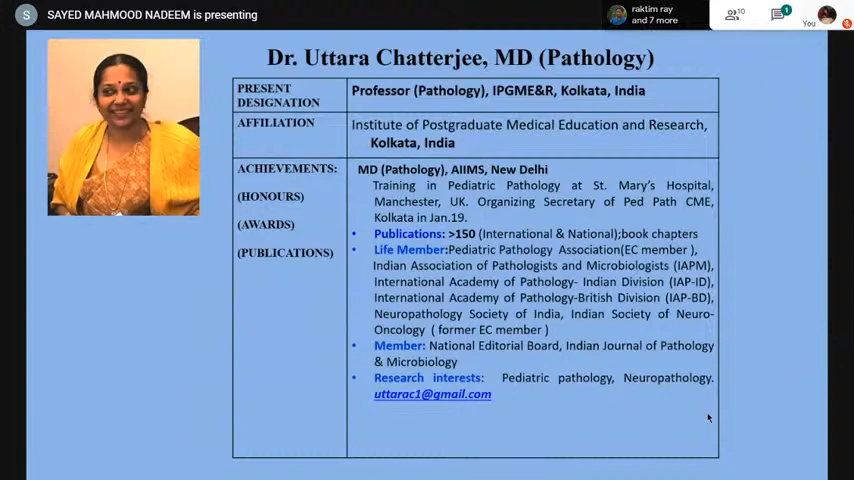 S SAYED MAHMOOD NADEEM is presenting
raktim ray
and 7 more
10
1
You
Dr. Uttara Chatterjee, MD (Pathology)
PRESENT
DESIGNATION
Professor (Pathology), IPGME&R, Kolkata, India
AFFILIATION
Institute of Postgraduate Medical Education and Research,
Kolkata, India
ACHIEVEMENTS:
(HONOURS)
(AWARDS)
(PUBLICATIONS)
MD (Pathology), AIIMS, New Delhi
Training in Pediatric Pathology at St. Mary's Hospital,
Manchester, UK. Organizing Secretary of Ped Path CME,
Kolkata in Jan.19.
• Publications: >150 (International & National);book chapters
• Life Member:Pediatric Pathology Association(EC member ),
Indian Association of Pathologists and Microbiologists (IAPM),
International Academy of Pathology- Indian Division (IAP-ID),
International Academy of Pathology-British Division (IAP-BD),
Neuropathology Society of India, Indian Society of Neuro-
Oncology ( former EC member )
• Member: National Editorial Board, Indian Journal of Pathology
& Microbiology
• Research interests: Pediatric pathology, Neuropathology.
uttarac1@gmail.com